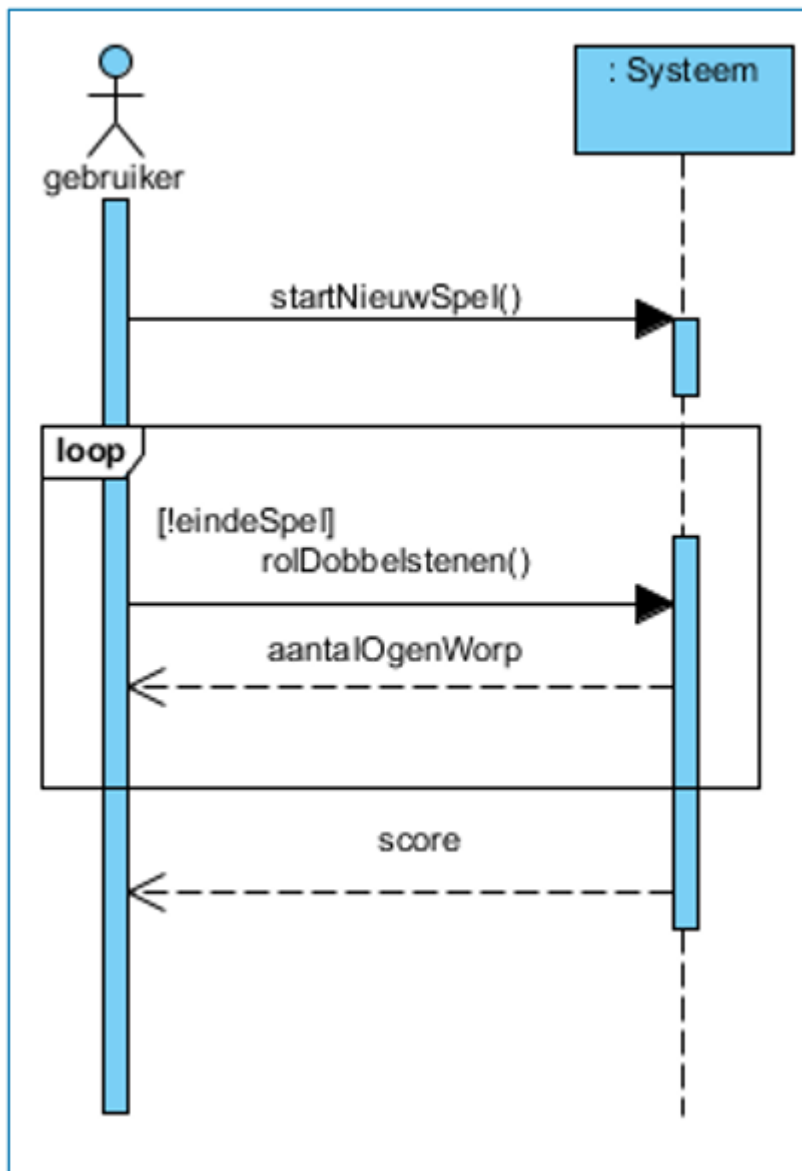 : Systeem
gebruiker
startNieuwSpel()
loop
[!eindeSpel]
rolDobbelstenen()
aantalOgenWorp
score